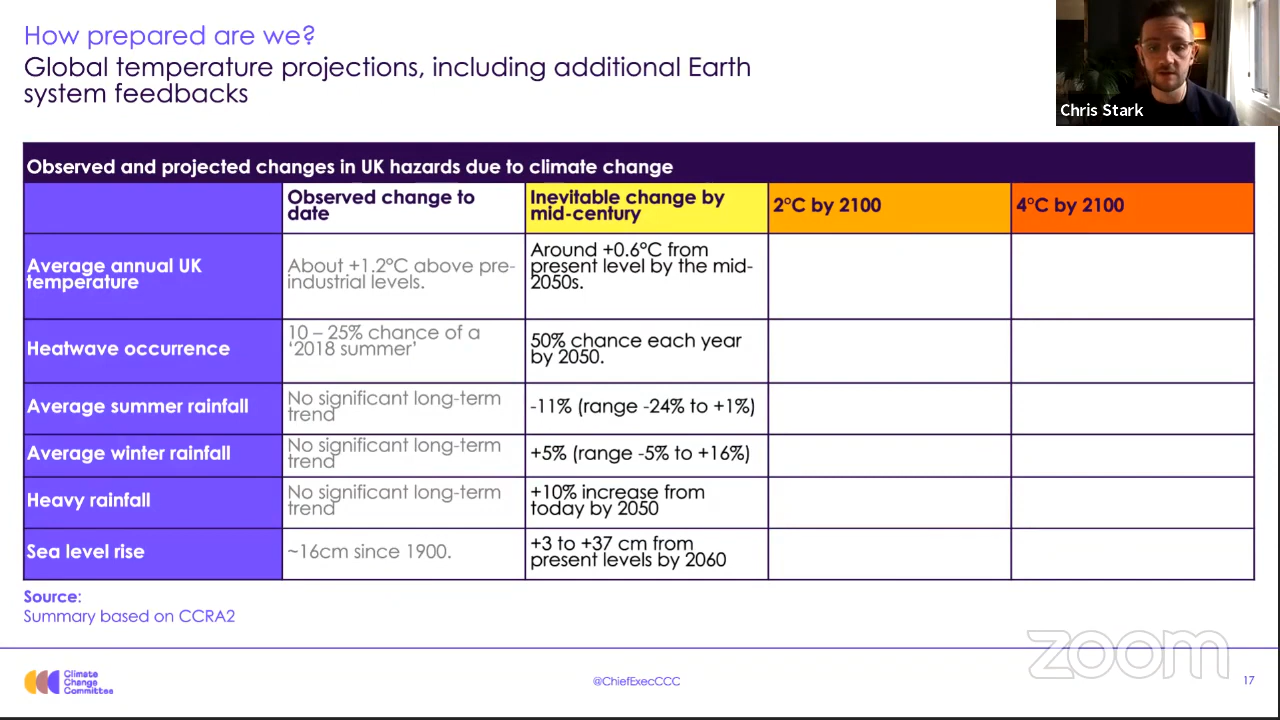 How prepared are we?
Global temperature projections, including additional Earth
system feedbacks
Chris Stark
Observed and projected changes in UK hazards due to climate change
Observed change to
date
Inevitable change by
mid-century
2°C by 2100
4°C by 2100
Average annual UK
temperature
About +1.2°C above pre-
industrial levels.
Around +0.6°C from
present level by the mid-
2050s.
Heatwave occurrence
10 – 25% chance of a
‘2018 summer’
50% chance each year
by 2050.
Average summer rainfall
No significant long-term
trend
-11% (range -24% to +1%)
Average winter rainfall
No significant long-term
trend
+5% (range -5% to +16%)
Heavy rainfall
No significant long-term
trend
+10% increase from
today by 2050
Sea level rise
~16cm since 1900.
+3 to +37 cm from
present levels by 2060
Source:
Summary based on CCRA2
zoom
Climate
Change
Committee
@ChiefExecCCC
17